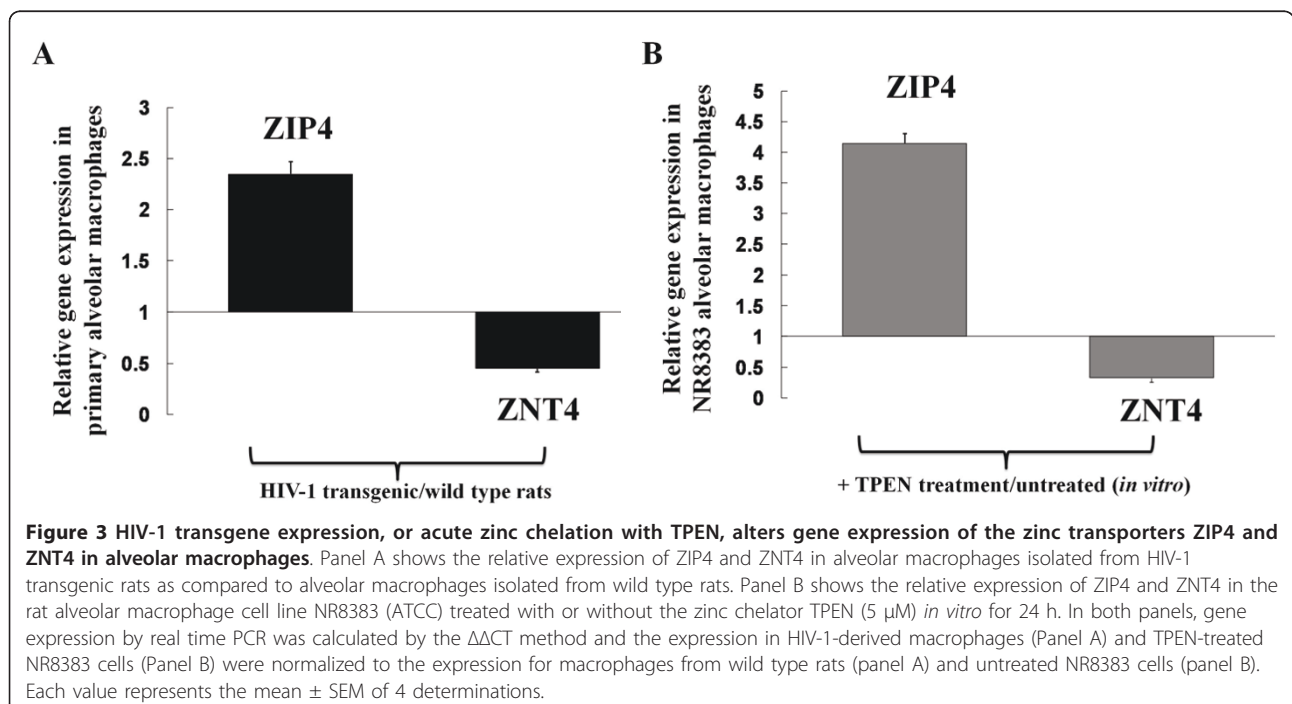 A
Relative gene expression in
primary alveolar macrophages
3
2.5
2
1.5
1
0.5
0
ZIP4
ZNT4
HIV-1 transgenic/wild type rats
B
Relative gene expression in
NR8383 alveolar macrophages
5
4.5
4
3.5
3
2.5
2
1.5
1
0.5
0
ZIP4
ZNT4
+ TPEN treatment/untreated (in vitro)
Figure 3 HIV-1 transgene expression, or acute zinc chelation with TPEN, alters gene expression of the zinc transporters ZIP4 and
ZNT4 in alveolar macrophages. Panel A shows the relative expression of ZIP4 and ZNT4 in alveolar macrophages isolated from HIV-1
transgenic rats as compared to alveolar macrophages isolated from wild type rats. Panel B shows the relative expression of ZIP4 and ZNT4 in the
rat alveolar macrophage cell line NR8383 (ATCC) treated with or without the zinc chelator TPEN (5 μM) in vitro for 24 h. In both panels, gene
expression by real time PCR was calculated by the ΔΔCT method and the expression in HIV-1-derived macrophages (Panel A) and TPEN-treated
NR8383 cells (Panel B) were normalized to the expression for macrophages from wild type rats (panel A) and untreated NR8383 cells (panel B).
Each value represents the mean ± SEM of 4 determinations.